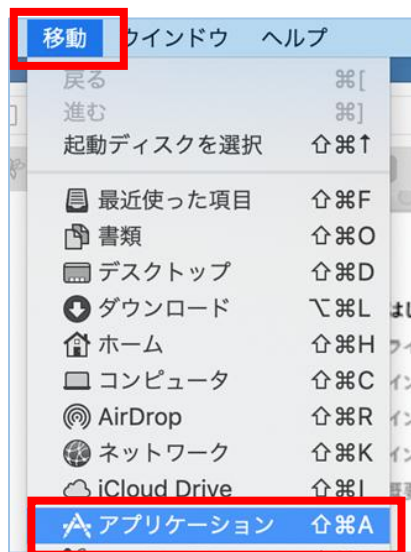 移動 ウインドウ ヘルプ
戻る ⌘[
進む ⌘]
起動ディスクを選択 ⇧⌘↑
最近使った項目 ⇧⌘F
書類 ⇧⌘O
デスクトップ ⇧⌘D
ダウンロード ⌥⌘L
ホーム ⇧⌘H
コンピュータ ⇧⌘C
AirDrop ⇧⌘R
ネットワーク ⇧⌘K
iCloud Drive ⇧⌘I
アプリケーション ⇧⌘A